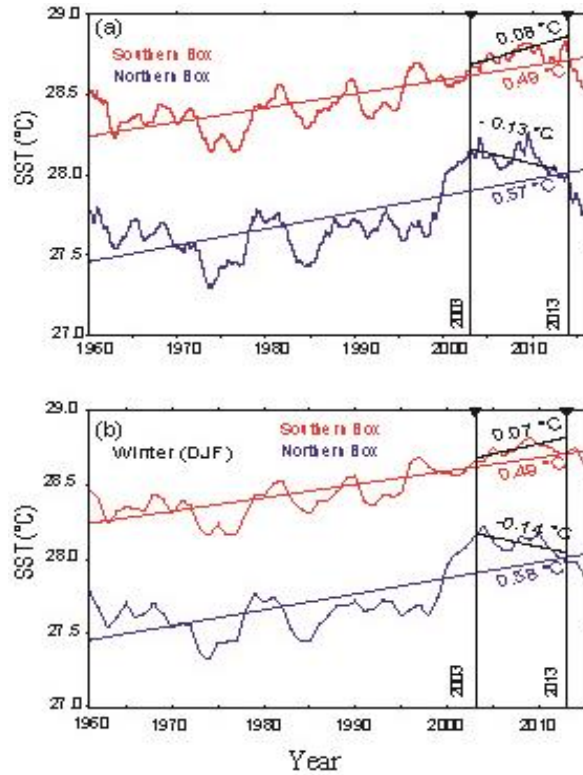 (a)
Southern Box
Northern Box
0.08 °C
0.49 °C
- 0.13 °C
0.57 °C
SST (°C)
29.0
28.5
28.0
27.5
27.0
2003
2013
1960 1970 1980 1990 2000 2010
(b)
Winter (DJF)
Southern Box
Northern Box
0.07 °C
0.49 °C
-0.14 °C
0.58 °C
SST (°C)
29.0
28.5
28.0
27.5
27.0
2003
2013
1960 1970 1980 1990 2000 2010
Year